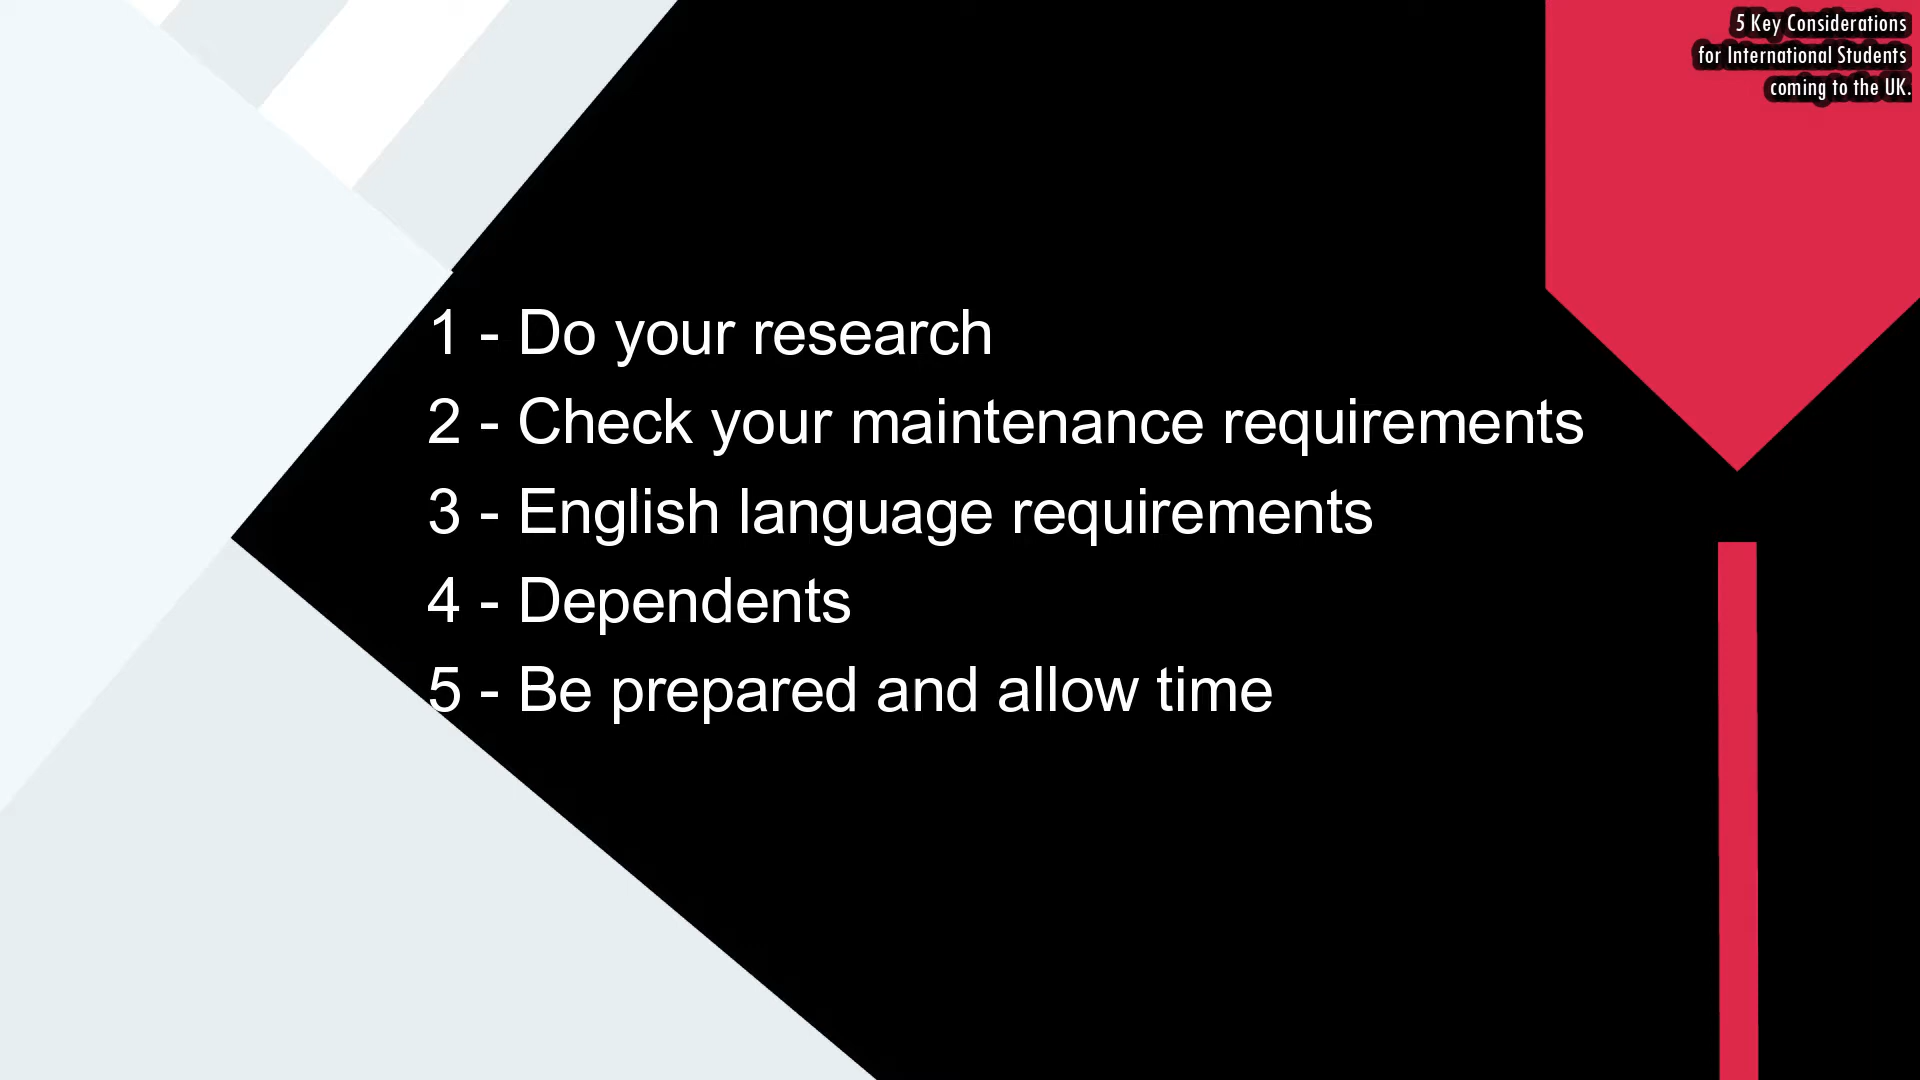 5 Key Considerations
for International Students
coming to the UK.
1 - Do your research
2 - Check your maintenance requirements
3 - English language requirements
4 - Dependents
5 - Be prepared and allow time